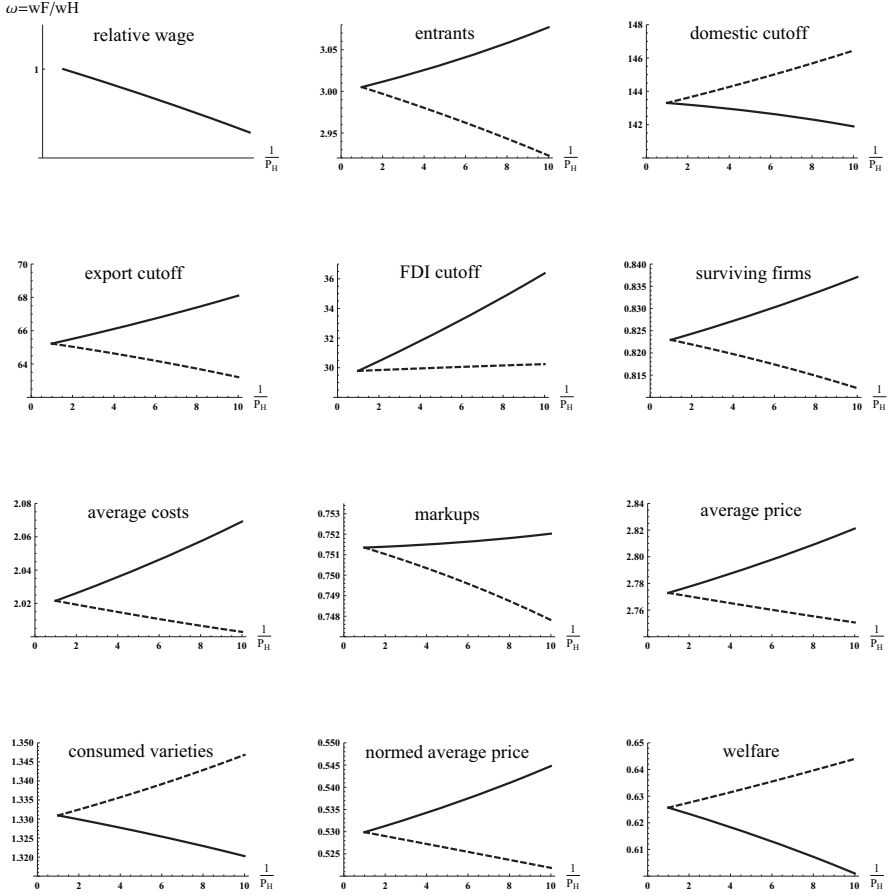 ω=wF/wH
relative wage
1
1/P_H
entrants
3.05
3.00
2.95
0 2 4 6 8 10
1/P_H
domestic cutoff
148
146
144
142
0 2 4 6 8 10
1/P_H
export cutoff
70
68
66
64
0 2 4 6 8 10
1/P_H
FDI cutoff
36
34
32
30
0 2 4 6 8 10
1/P_H
surviving firms
0.840
0.835
0.830
0.825
0.820
0.815
0 2 4 6 8 10
1/P_H
average costs
2.08
2.06
2.04
2.02
0 2 4 6 8 10
1/P_H
markups
0.753
0.752
0.751
0.750
0.749
0.748
0 2 4 6 8 10
1/P_H
average price
2.84
2.82
2.80
2.78
2.76
0 2 4 6 8 10
1/P_H
consumed varieties
1.350
1.340
1.330
1.330
1.320
0 2 4 6 8 10
1/P_H
normed average price
0.550
0.545
0.540
0.535
0.530
0.525
0 2 4 6 8 10
1/P_H
welfare
0.65
0.64
0.63
0.62
0.61
0 2 4 6 8 10
1/P_H